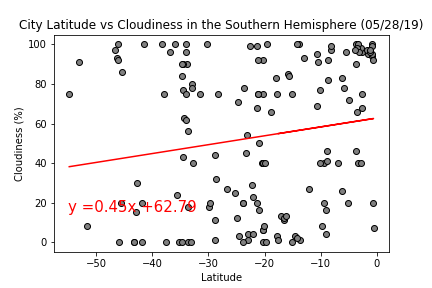 City Latitude vs Cloudiness in the Southern Hemisphere (05/28/19)
100
80
60
40
20
0
Cloudiness (%)
y =0.45x +62.79
−50 −40 −30 −20 −10 0
Latitude